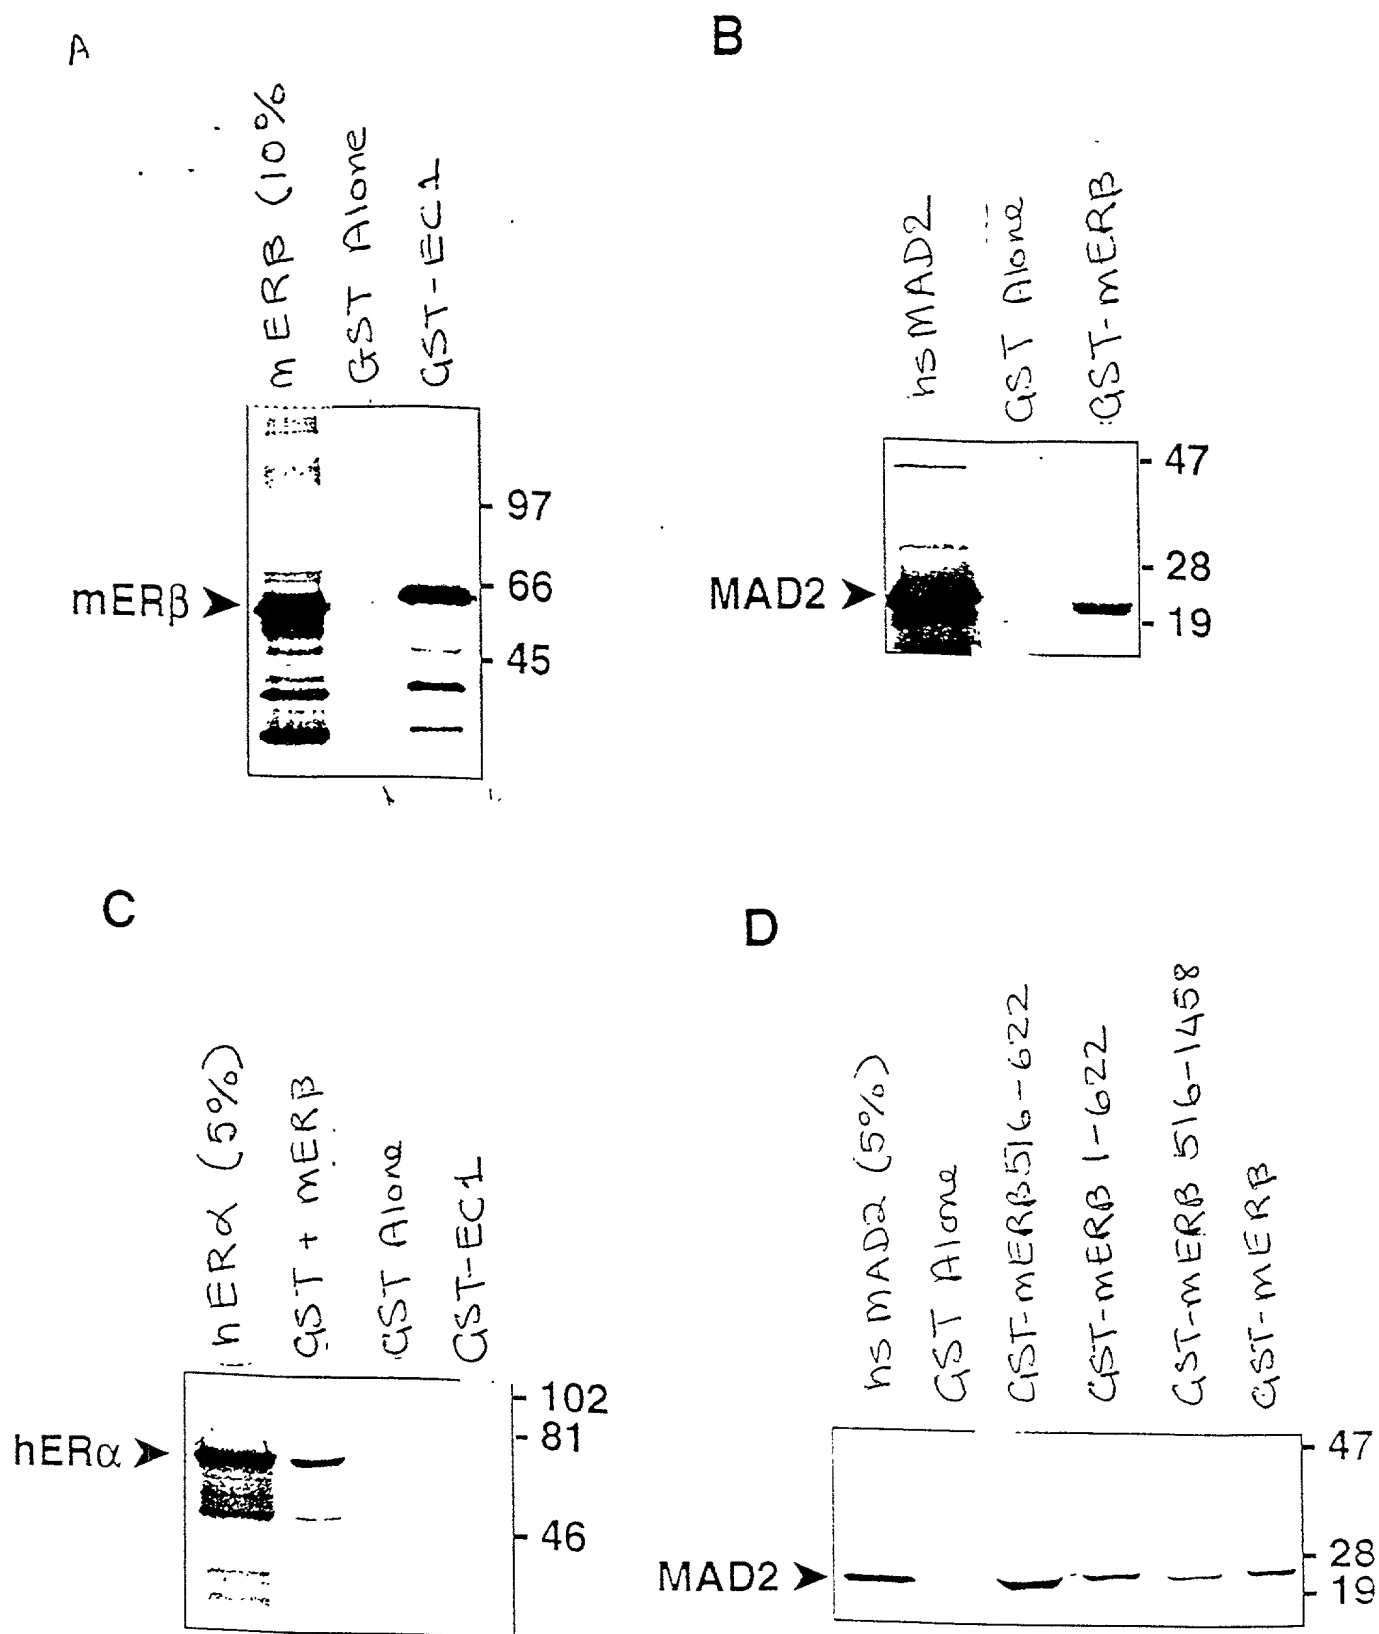 A
mERβ (10%
GST Alone
GST-EC1
97
66
45
mERβ
B
hsMAD2
GST Alone
GST-mERβ
47
28
19
MAD2
C
hERα (5%)
GST + mERβ
GST Alone
GST-EC1
102
81
46
hERα
D
hsMAD2 (5%)
GST Alone
GST-mERβ516-622
GST-mERβ 1-622
GST-mERβ 516-1458
GST-mERβ
47
28
19
MAD2